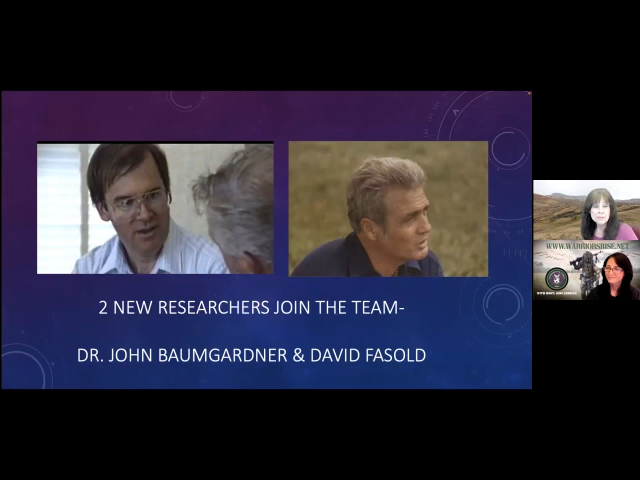 2 NEW RESEARCHERS JOIN THE TEAM-
DR. JOHN BAUMGARDNER & DAVID FASOLD
WWW.WARRIORSRISE.NET